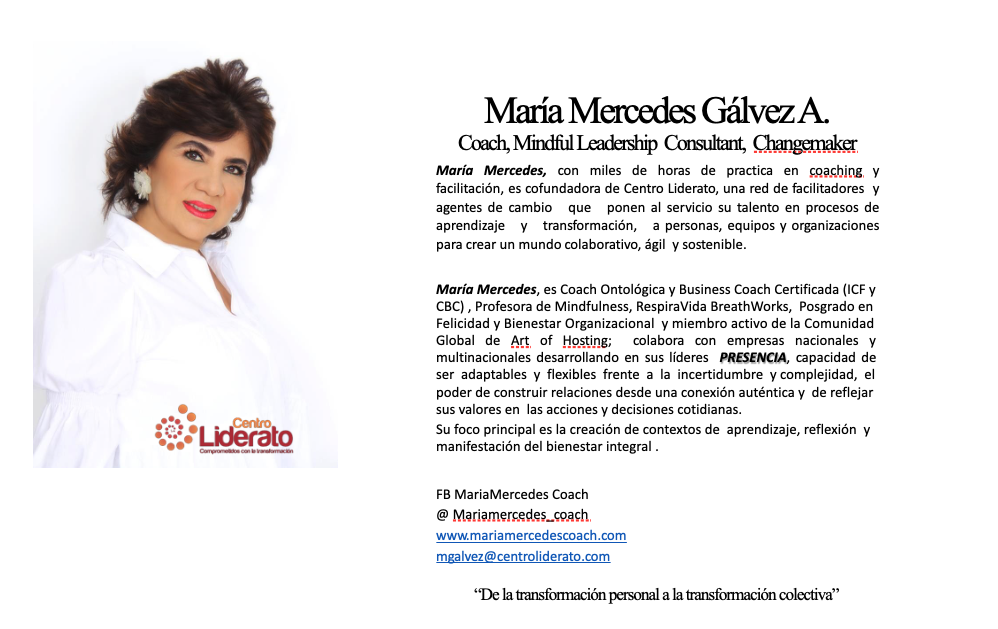 María Mercedes Gálvez A.
Coach, Mindful Leadership Consultant, Changemaker
María Mercedes, con miles de horas de practica en coaching y
facilitación, es cofundadora de Centro Liderato, una red de facilitadores y
agentes de cambio que ponen al servicio su talento en procesos de
aprendizaje y transformación, a personas, equipos y organizaciones
para crear un mundo colaborativo, ágil y sostenible.
María Mercedes, es Coach Ontológica y Business Coach Certificada (ICF y
CBC) , Profesora de Mindfulness, RespiraVida BreathWorks, Posgrado en
Felicidad y Bienestar Organizacional y miembro activo de la Comunidad
Global de Art of Hosting; colabora con empresas nacionales y
multinacionales desarrollando en sus líderes PRESENCIA, capacidad de
ser adaptables y flexibles frente a la incertidumbre y complejidad, el
poder de construir relaciones desde una conexión auténtica y de reflejar
sus valores en las acciones y decisiones cotidianas.
Su foco principal es la creación de contextos de aprendizaje, reflexión y
manifestación del bienestar integral .
Centro
Liderato
Comprometidos con la transformación
FB MariaMercedes Coach
@ Mariamercedes_coach
www.mariamercedescoach.com
mgalvez@centroliderato.com
“De la transformación personal a la transformación colectiva”